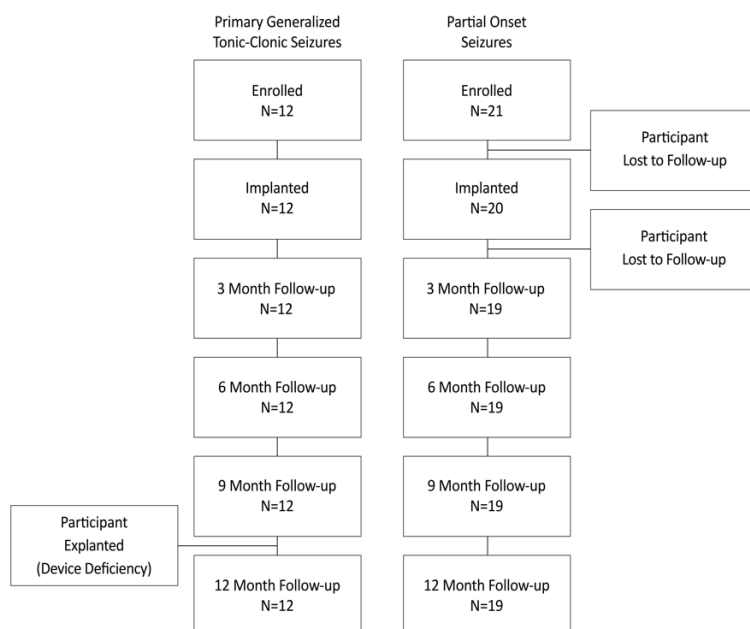 Primary Generalized
Tonic-Clonic Seizures
Partial Onset
Seizures
Enrolled
N=12
Enrolled
N=21
Participant
Lost to Follow-up
Implanted
N=12
Implanted
N=20
Participant
Lost to Follow-up
3 Month Follow-up
N=12
3 Month Follow-up
N=19
6 Month Follow-up
N=12
6 Month Follow-up
N=19
9 Month Follow-up
N=12
9 Month Follow-up
N=19
Participant
Explanted
(Device Deficiency)
12 Month Follow-up
N=12
12 Month Follow-up
N=19